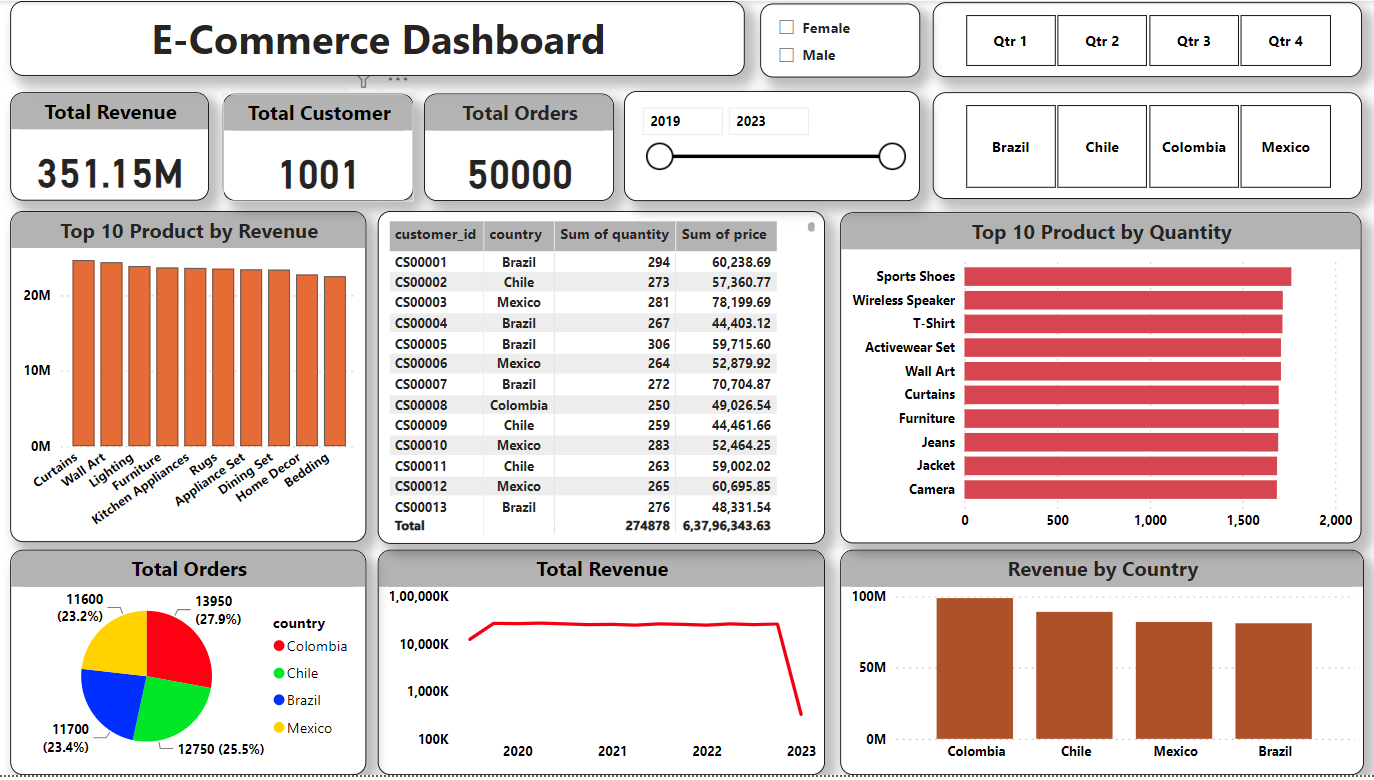 E-Commerce Dashboard
Female
Male
Qtr 1 Qtr 2 Qtr 3 Qtr 4
Total Revenue
351.15M
Total Customer
1001
Total Orders
50000
2019 2023
Brazil Chile Colombia Mexico
Top 10 Product by Revenue
20M
10M
0M
Curtains
Wall Art
Lighting
Furniture
Kitchen Appliances
Rugs
Appliance Set
Dining Set
Home Decor
Bedding
customer_id country Sum of quantity Sum of price
CS00001 Brazil 294 60,238.69
CS00002 Chile 273 57,360.77
CS00003 Mexico 281 78,199.69
CS00004 Brazil 267 44,403.12
CS00005 Brazil 306 59,715.60
CS00006 Mexico 264 52,879.92
CS00007 Brazil 272 70,704.87
CS00008 Colombia 250 49,026.54
CS00009 Chile 259 44,461.66
CS00010 Mexico 283 52,464.25
CS00011 Chile 263 59,002.02
CS00012 Mexico 265 60,695.85
CS00013 Brazil 276 48,331.54
Total 274878 6,37,96,343.63
Top 10 Product by Quantity
Sports Shoes
Wireless Speaker
T-Shirt
Activewear Set
Wall Art
Curtains
Furniture
Jeans
Jacket
Camera
0 500 1,000 1,500 2,000
Total Orders
11600
(23.2%)
13950
(27.9%)
11700
(23.4%)
12750 (25.5%)
country
Colombia
Chile
Brazil
Mexico
Total Revenue
1,00,000K
10,000K
1,000K
100K
2020 2021 2022 2023
Revenue by Country
100M
50M
0M
Colombia Chile Mexico Brazil